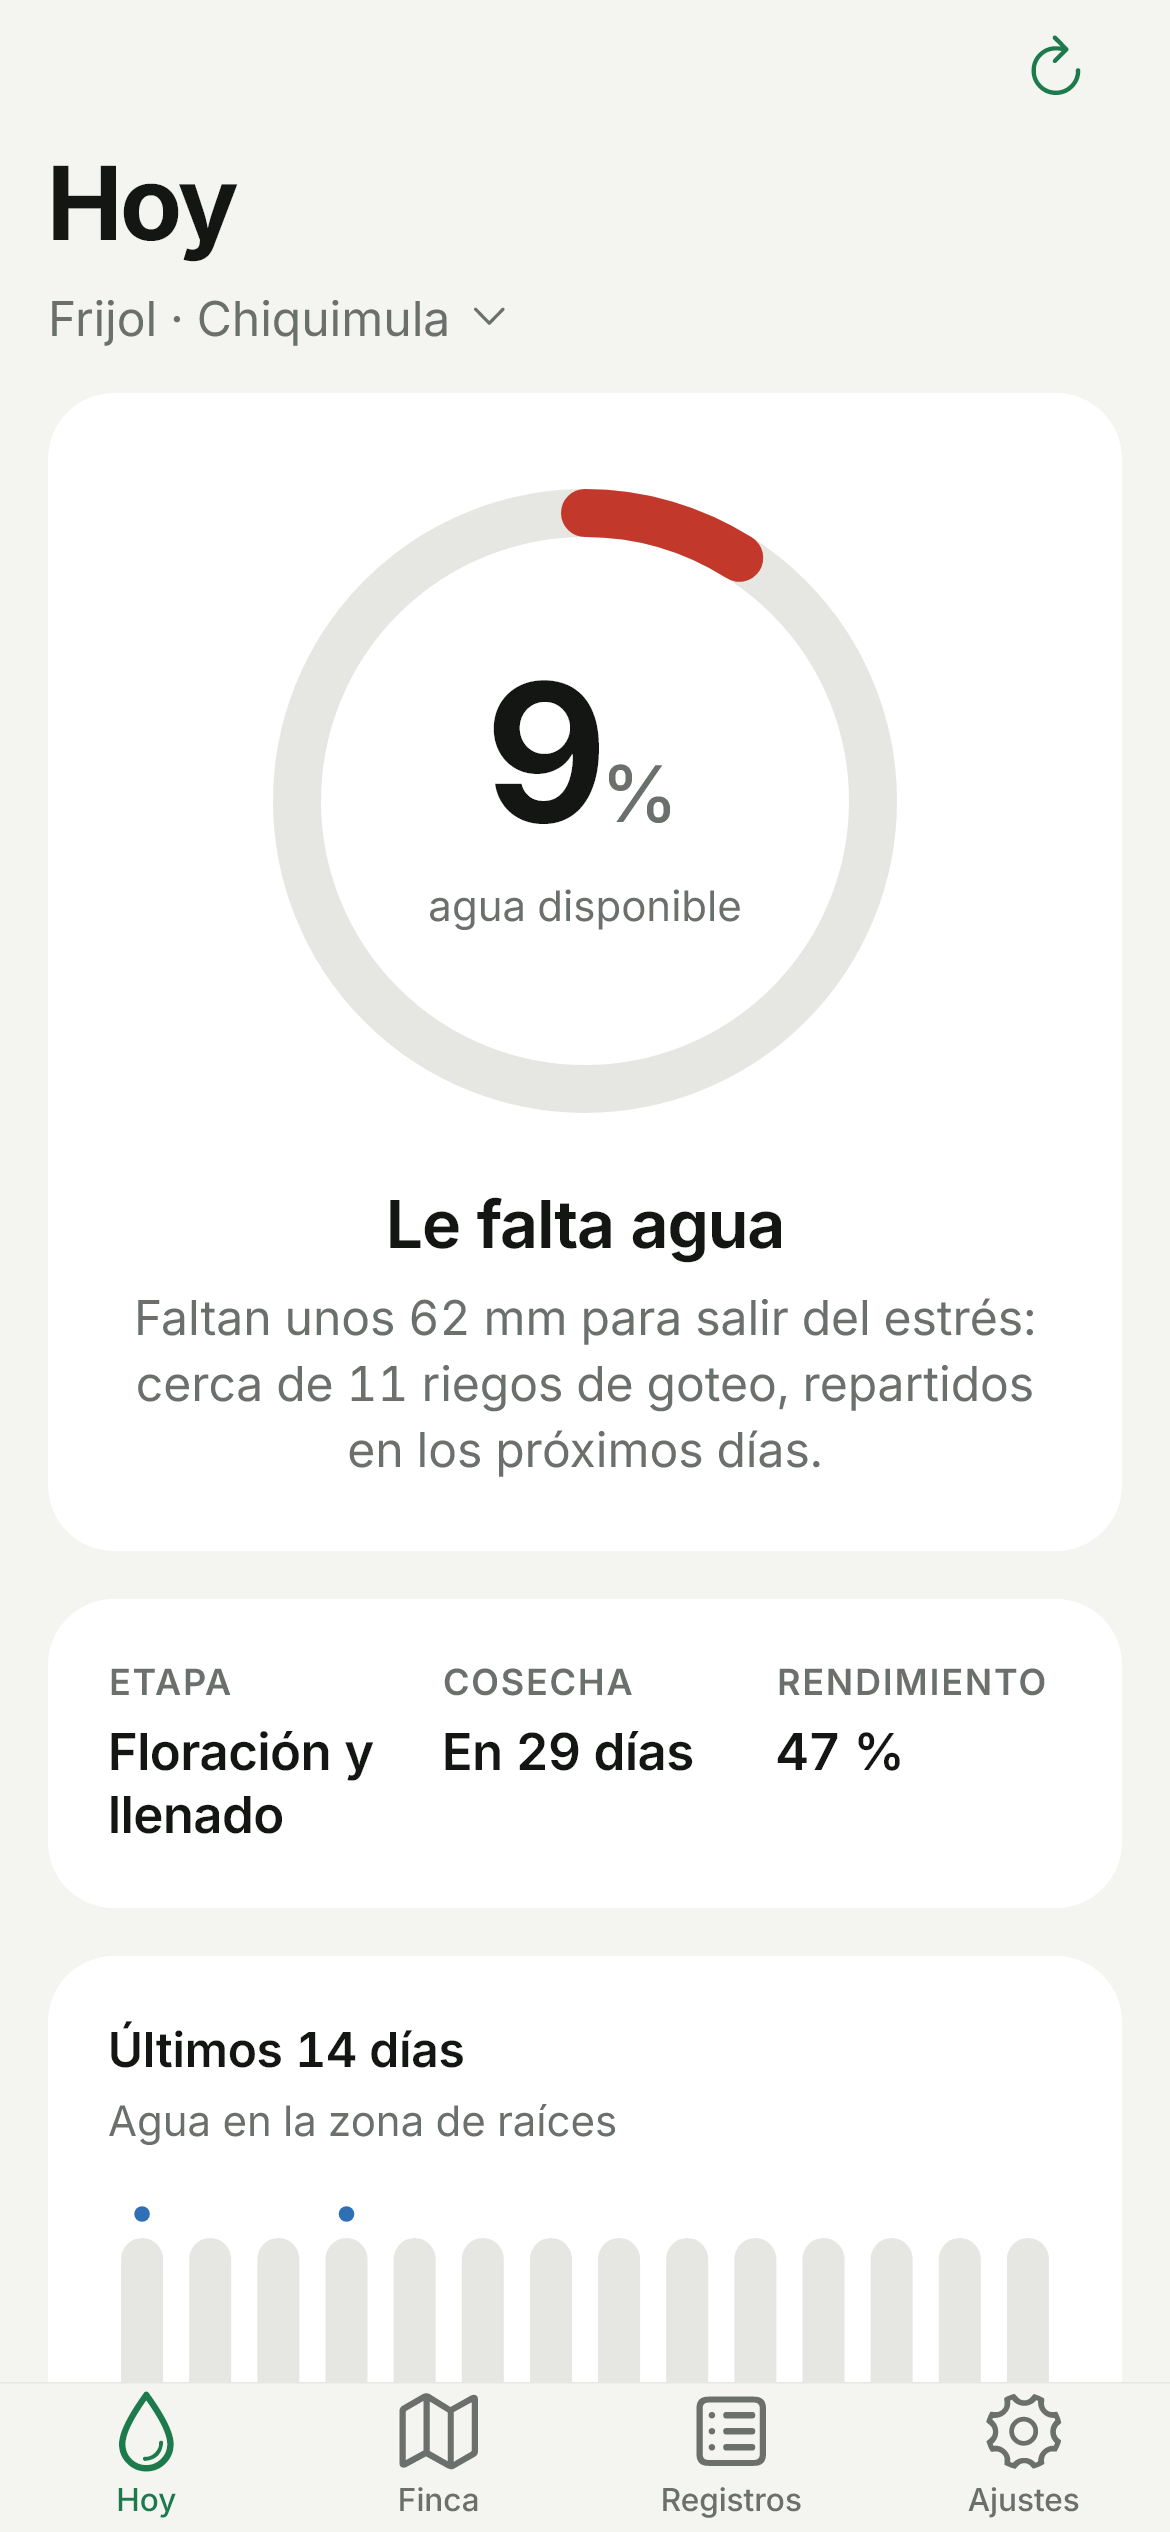 Hoy
Frijol · Chiquimula
9%
agua disponible
Le falta agua
Faltan unos 62 mm para salir del estrés:
cerca de 11 riegos de goteo, repartidos
en los próximos días.
ETAPA
Floración y
llenado
COSECHA
En 29 días
RENDIMIENTO
47 %
Últimos 14 días
Agua en la zona de raíces
Hoy
Finca
Registros
Ajustes